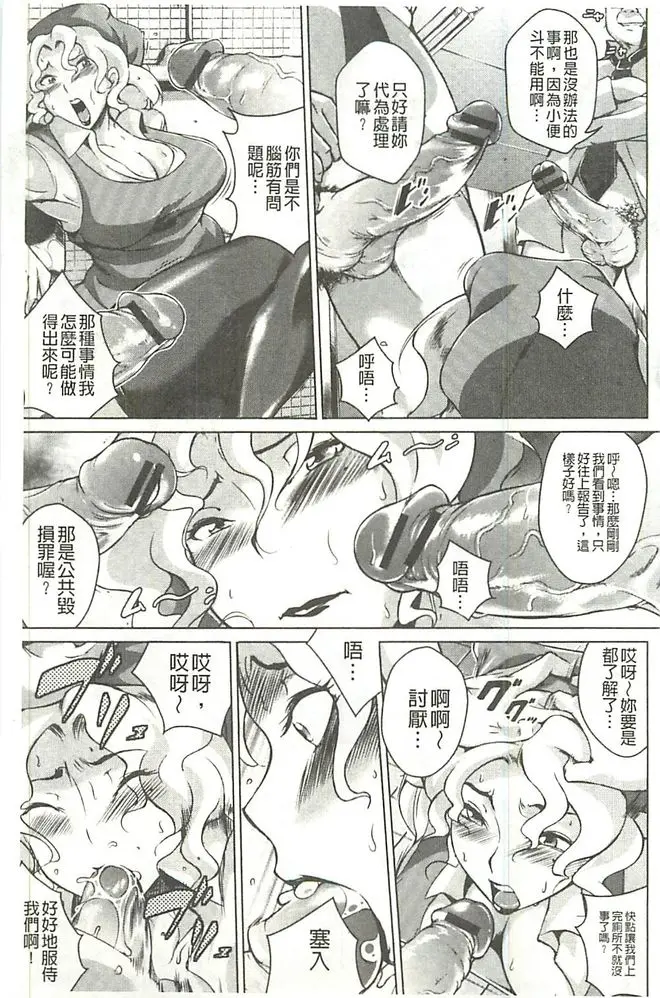 那也是沒辦法的
事啊，因為小便
斗不能用啊…
只好請妳
代為處理
了嘛？
什麼…
呼唔…
你們是不
腦筋有問
題呢…
那種事情我
怎麼可能做
得出來呢？
呼～嗯…那麼剛剛
我們看到事情，只
好往上報告了，這
樣子好嗎？
唔唔…
那是公共毀
損罪喔？
哎呀～妳要是
都了解了…
啊啊～
討厭…
快點讓我們上
完廁所不就沒
事了嗎？
唔…
塞入
哎呀，
哎呀～
好好地服侍
我們啊！